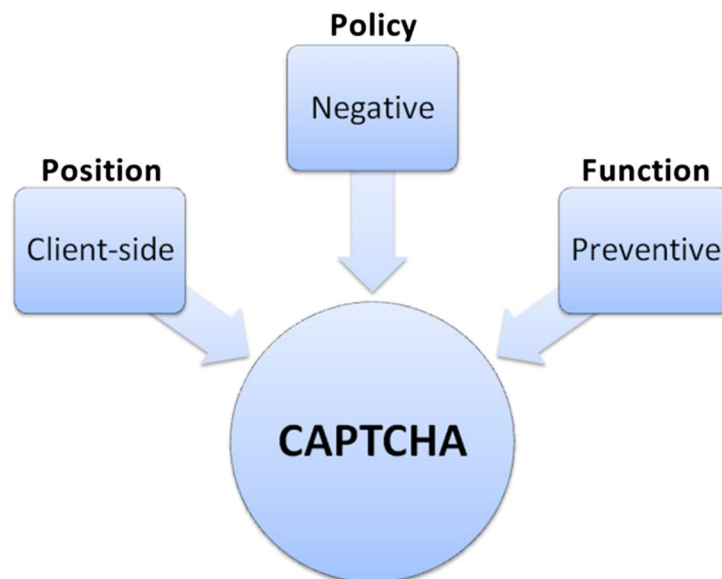 Policy
Negative
Position
Client-side
Function
Preventive
CAPTCHA